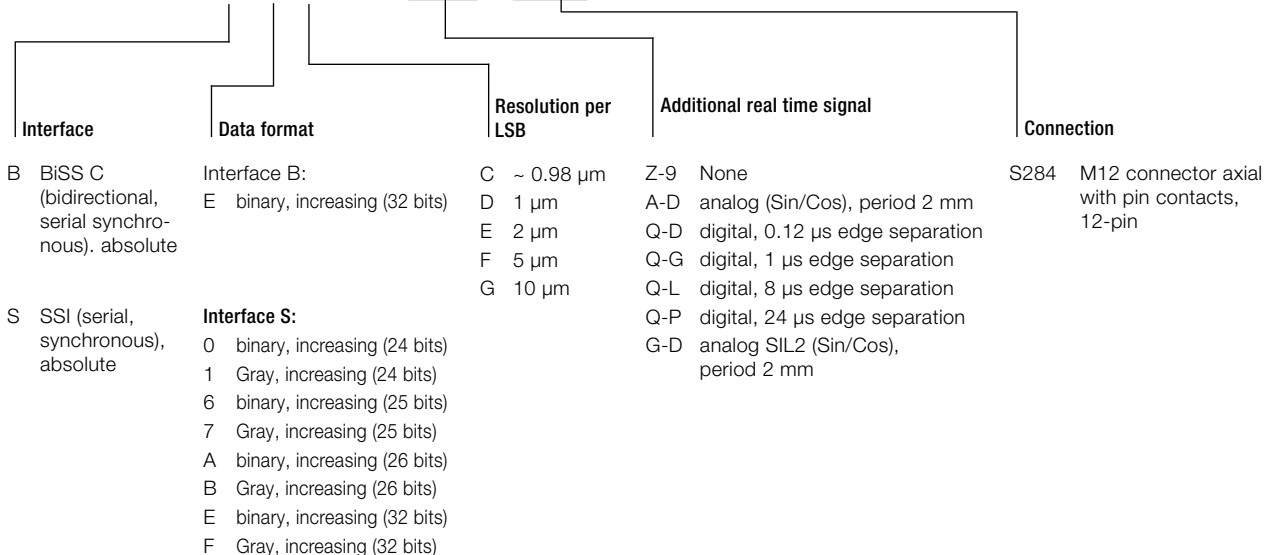 Interface
B BiSS C
(bidirectional,
serial synchro-
nous). absolute
S SSI (serial,
synchronous),
absolute
Data format
Interface B:
E binary, increasing (32 bits)
Interface S:
0 binary, increasing (24 bits)
1 Gray, increasing (24 bits)
6 binary, increasing (25 bits)
7 Gray, increasing (25 bits)
A binary, increasing (26 bits)
B Gray, increasing (26 bits)
E binary, increasing (32 bits)
F Gray, increasing (32 bits)
Resolution per
LSB
C ~ 0.98 µm
D 1 µm
E 2 µm
F 5 µm
G 10 µm
Additional real time signal
Z-9 None
A-D analog (Sin/Cos), period 2 mm
Q-D digital, 0.12 µs edge separation
Q-G digital, 1 µs edge separation
Q-L digital, 8 µs edge separation
Q-P digital, 24 µs edge separation
G-D analog SIL2 (Sin/Cos),
period 2 mm
Connection
S284 M12 connector axial
with pin contacts,
12-pin